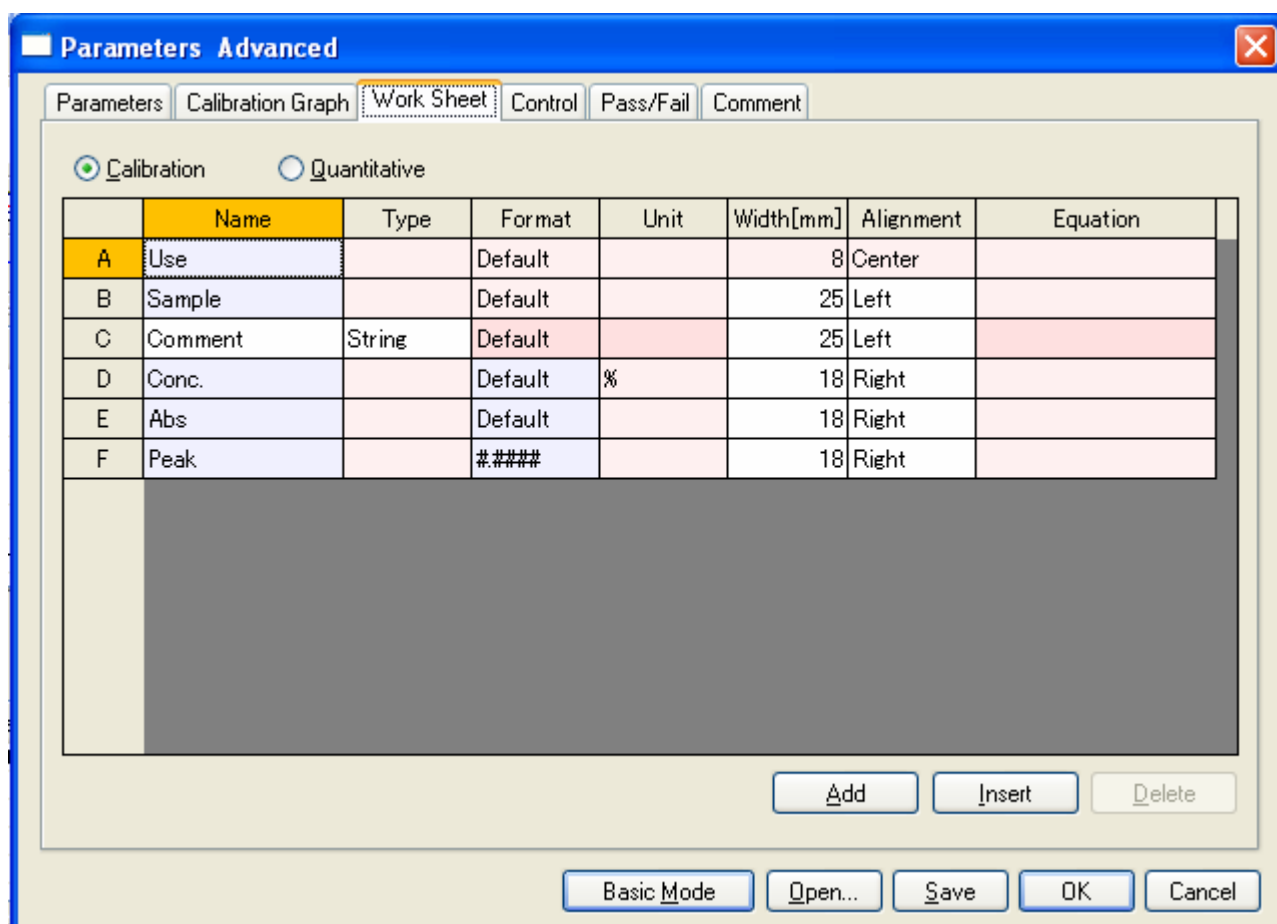 Parameters Advanced
Parameters Calibration Graph Work Sheet Control Pass/Fail Comment
Calibration Quantitative
Name Type Format Unit Width[mm] Alignment Equation
A Use Default 8 Center
B Sample Default 25 Left
C Comment String Default 25 Left
D Conc. Default % 18 Right
E Abs Default 18 Right
F Peak #.#### 18 Right
Add Insert Delete
Basic Mode Open... Save OK Cancel